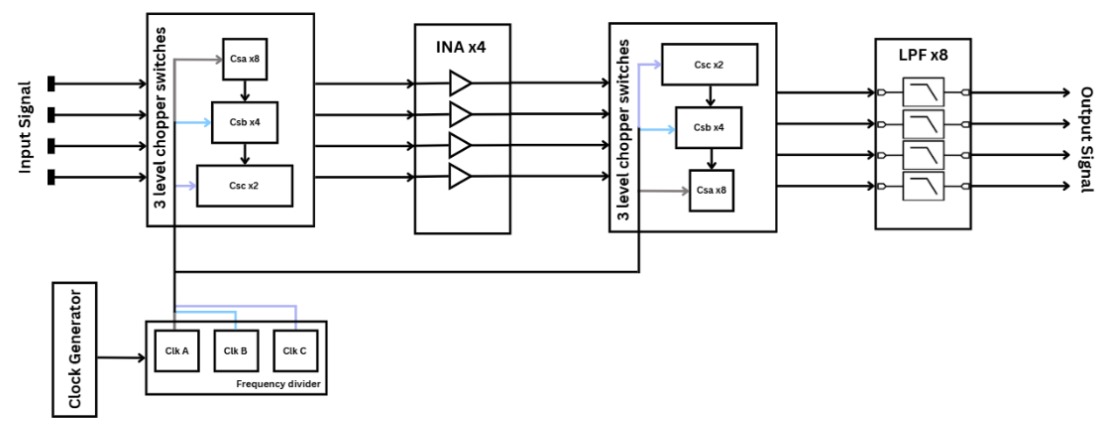 Input Signal
3 level chopper switches
Csa x8
Csb x4
Csc x2
INA x4
3 level chopper switches
Csc x2
Csb x4
Csa x8
LPF x8
Output Signal
Clock Generator
Clk A
Clk B
Clk C
Frequency divider